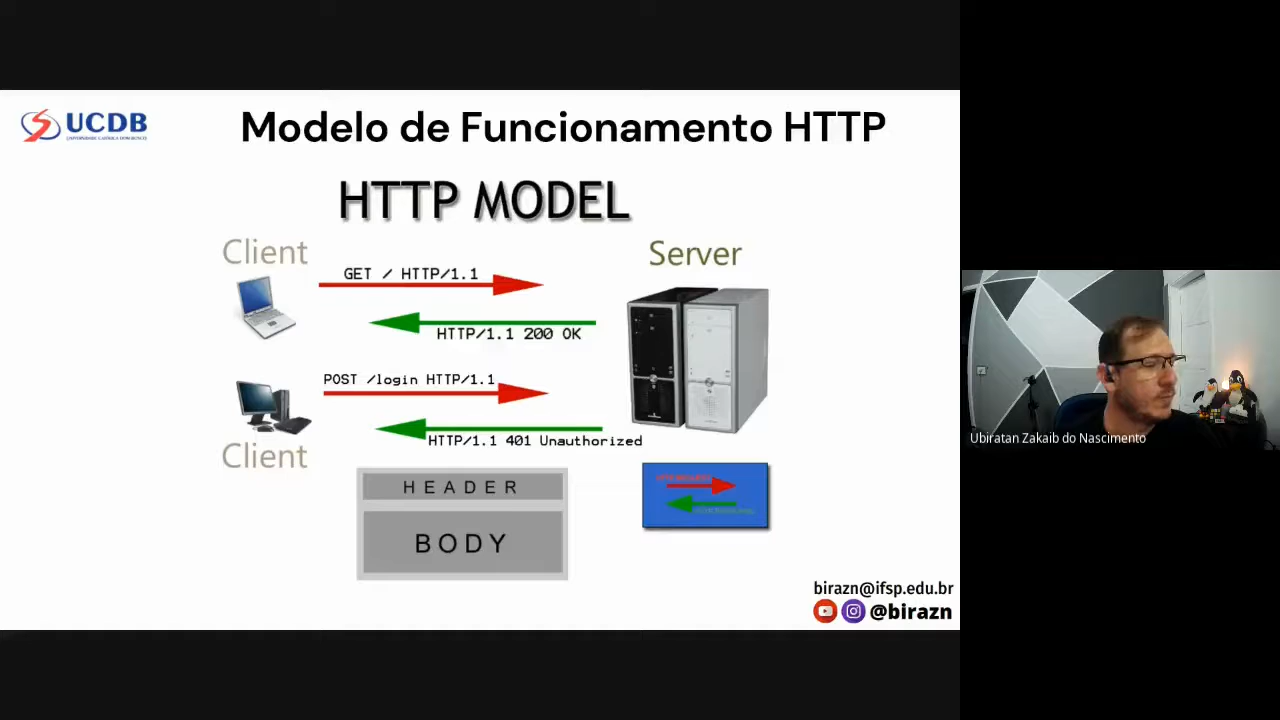 UCDB
Modelo de Funcionamento HTTP
HTTP MODEL
Client
Server
GET / HTTP/1.1
HTTP/1.1 200 OK
POST /login HTTP/1.1
HTTP/1.1 401 Unauthorized
Client
HEADER
BODY
birazn@ifsp.edu.br
@birazn
Ubiratan Zakaib do Nascimento